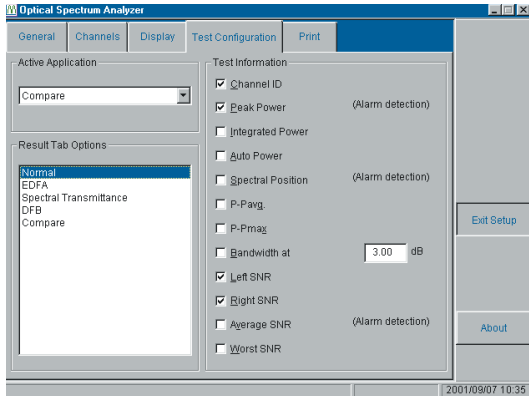 Optical Spectrum Analyzer
General Channels Display Test Configuration Print
Active Application
Compare
Result Tab Options
Normal
EDFA
Spectral Transmittance
DFB
Compare
Test Information
Channel ID
Peak Power (Alarm detection)
Integrated Power
Auto Power
Spectral Position (Alarm detection)
P-Pavg.
P-Pmax
Bandwidth at 3.00 dB
Left SNR
Right SNR
Average SNR (Alarm detection)
Worst SNR
Exit Setup
About
2001/09/07 10:35